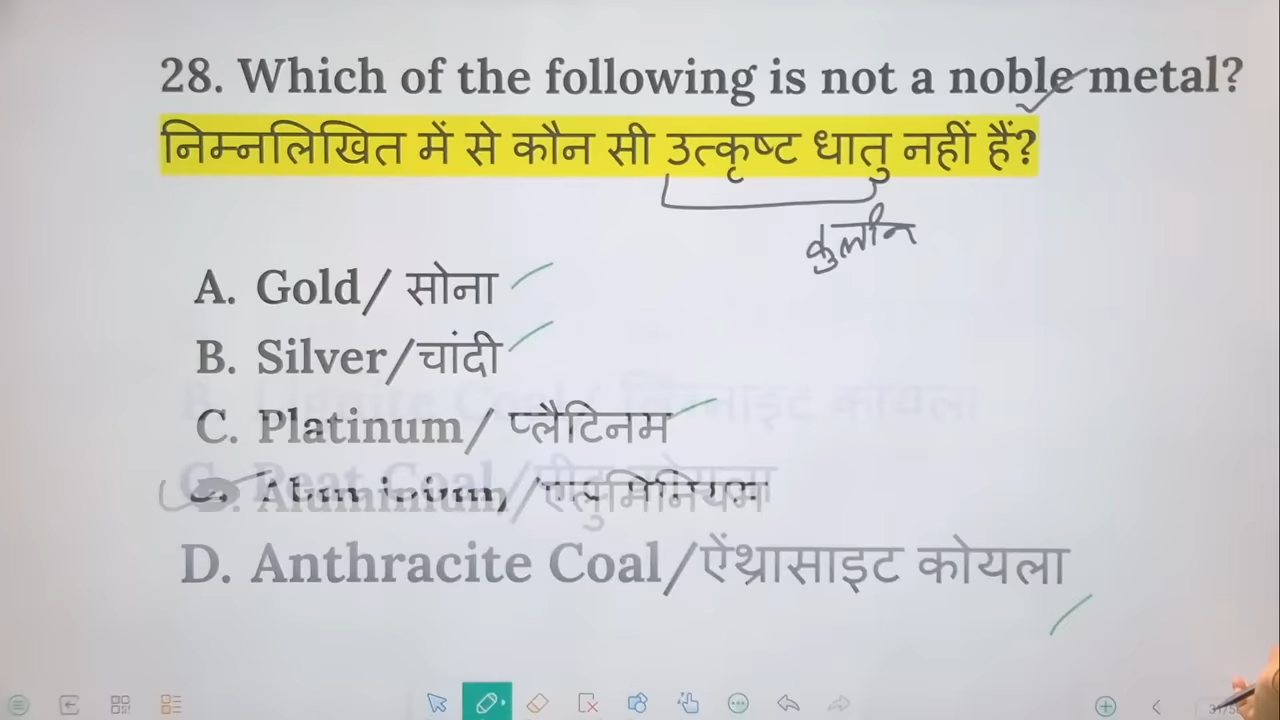 28. Which of the following is not a noble metal?
निम्नलिखित में से कौन सी उत्कृष्ट धातु नहीं हैं?
कुलीन
A. Gold/ सोना
B. Silver/चांदी
C. Platinum/ प्लैटिनम
Aluminium/एलुमिनियम
D. Anthracite Coal/ऐंथ्रासाइट कोयला